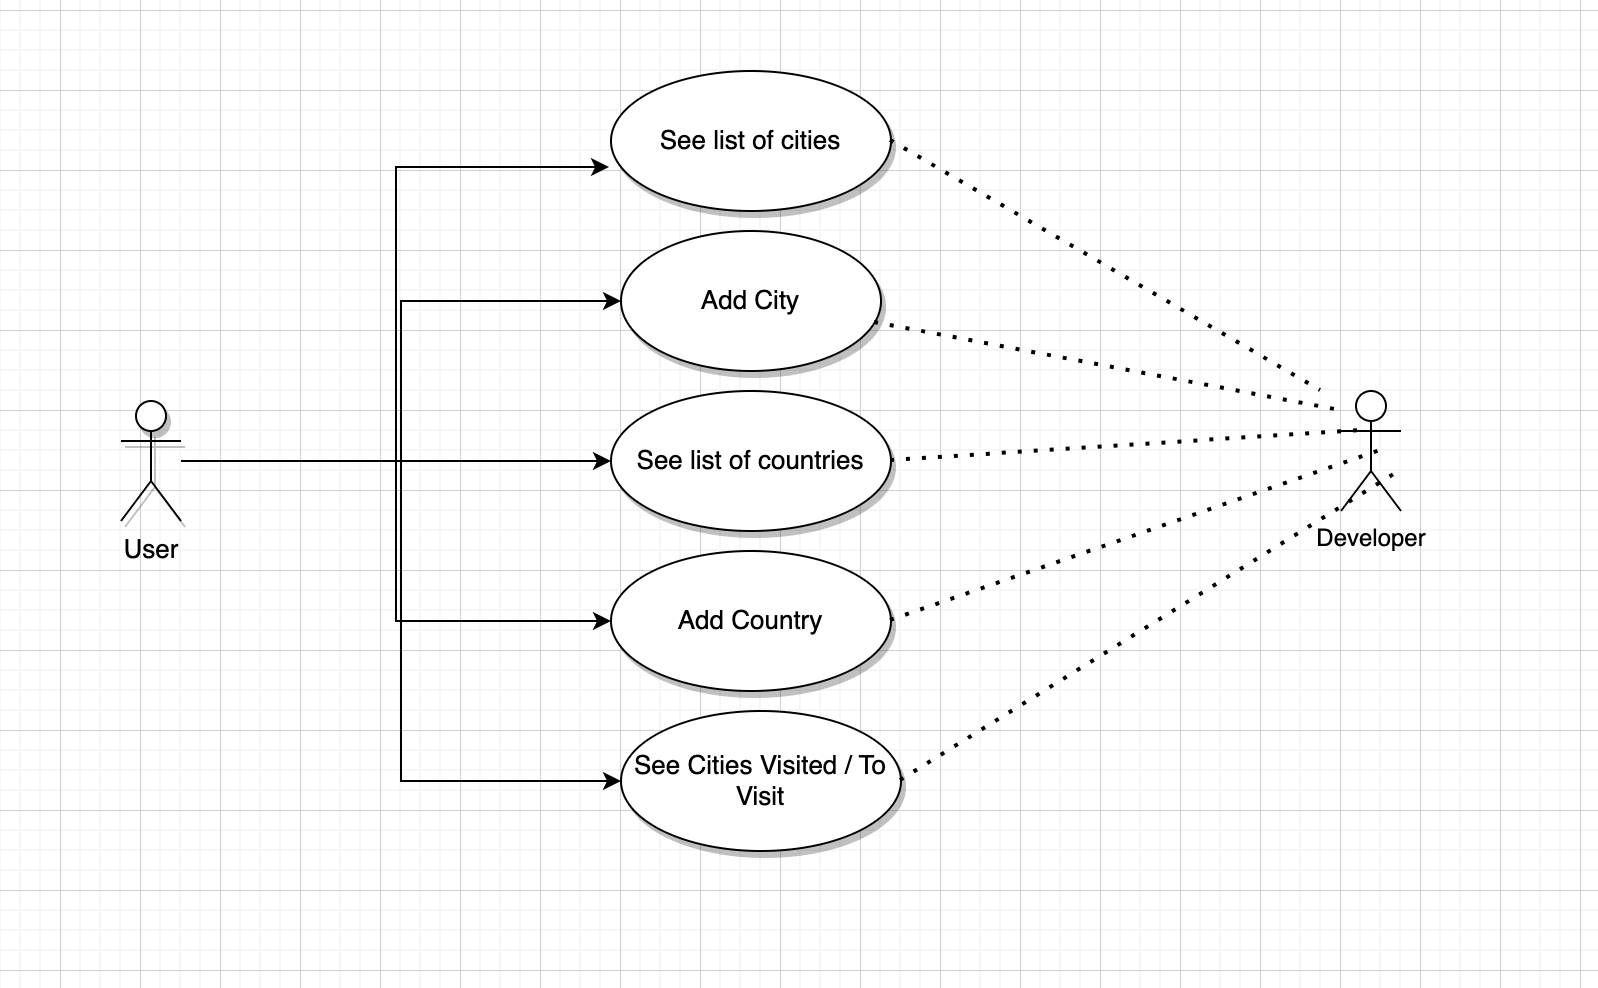 See list of cities
Add City
See list of countries
User
Developer
Add Country
See Cities Visited / To
Visit